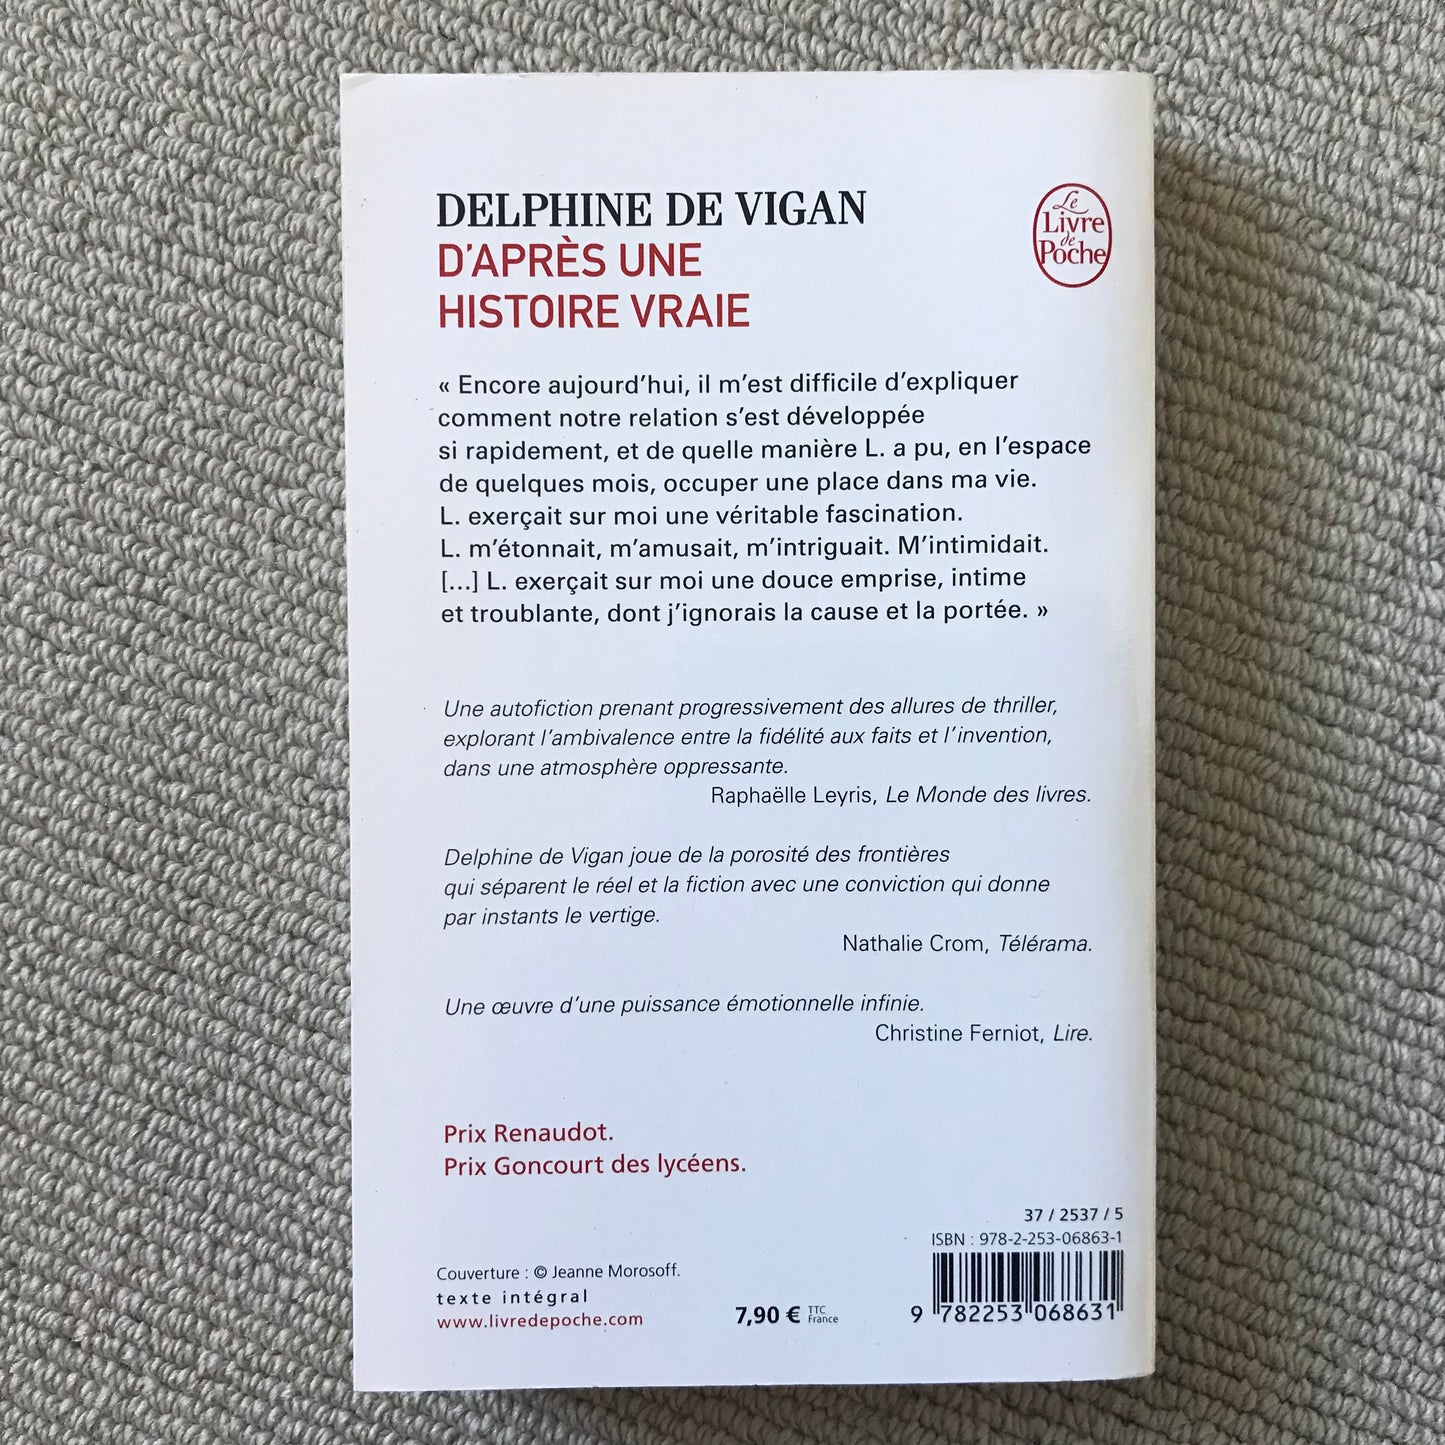 DELPHINE DE VIGAN
D'APRÈS UNE
HISTOIRE VRAIE
Le
Livre
de
Poche
« Encore aujourd'hui, il m'est difficile d'expliquer
comment notre relation s'est développée
si rapidement, et de quelle manière L. a pu, en l'espace
de quelques mois, occuper une place dans ma vie.
L. exerçait sur moi une véritable fascination.
L. m'étonnait, m'amusait, m'intriguait. M'intimidait.
[...] L. exerçait sur moi une douce emprise, intime
et troublante, dont j'ignorais la cause et la portée. »
Une autofiction prenant progressivement des allures de thriller,
explorant l'ambivalence entre la fidélité aux faits et l'invention,
dans une atmosphère oppressante.
Raphaëlle Leyris, Le Monde des livres.
Delphine de Vigan joue de la porosité des frontières
qui séparent le réel et la fiction avec une conviction qui donne
par instants le vertige.
Nathalie Crom, Télérama.
Une œuvre d'une puissance émotionnelle infinie.
Christine Ferniot, Lire.
Prix Renaudot.
Prix Goncourt des lycéens.
37 / 2537 / 5
ISBN : 978-2-253-06863-1
Couverture : © Jeanne Morosoff.
texte intégral
www.livredepoche.com
7,90 € TTC
France
9 782253 068631